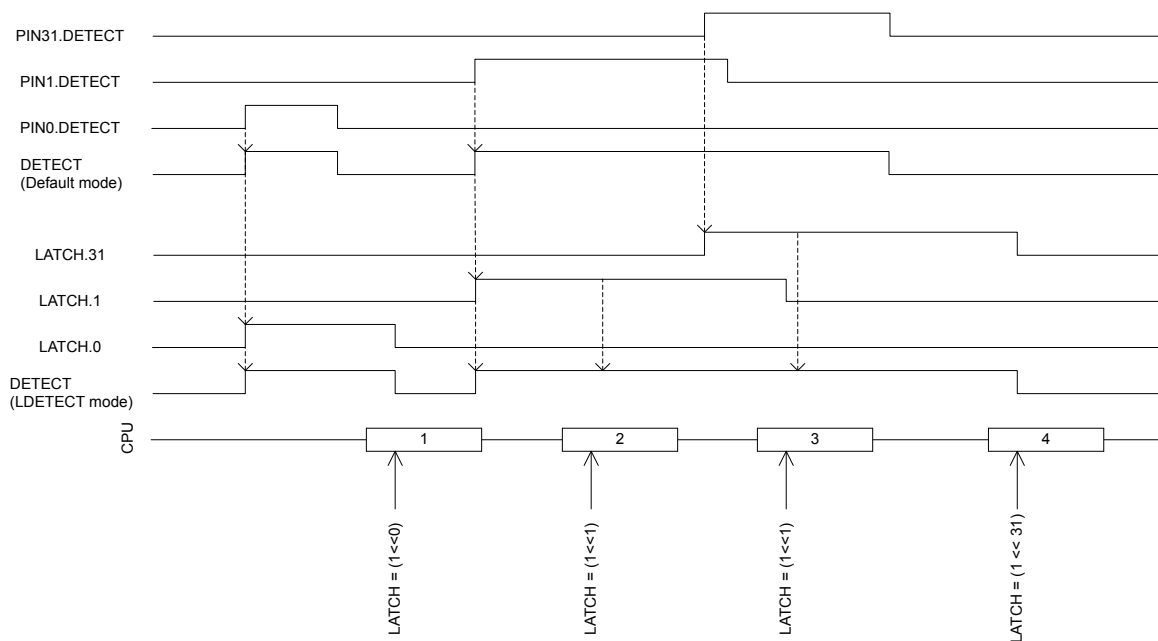 PIN31.DETECT
PIN1.DETECT
PIN0.DETECT
DETECT
(Default mode)
LATCH.31
LATCH.1
LATCH.0
DETECT
(LDETECT mode)
CPU
1
2
3
4
LATCH = (1<<0)
LATCH = (1<<1)
LATCH = (1<<1)
LATCH = (1 << 31)